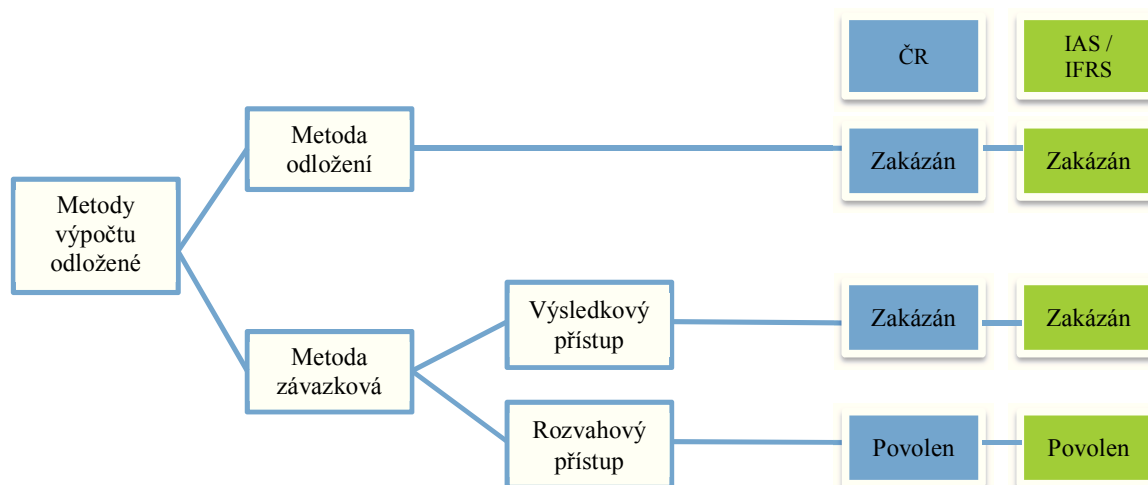 ČR
IAS /
IFRS
Metoda
odložení
Zakázán
Zakázán
Metody
výpočtu
odložené
Výsledkový
přístup
Zakázán
Zakázán
Metoda
závazková
Rozvahový
přístup
Povolen
Povolen